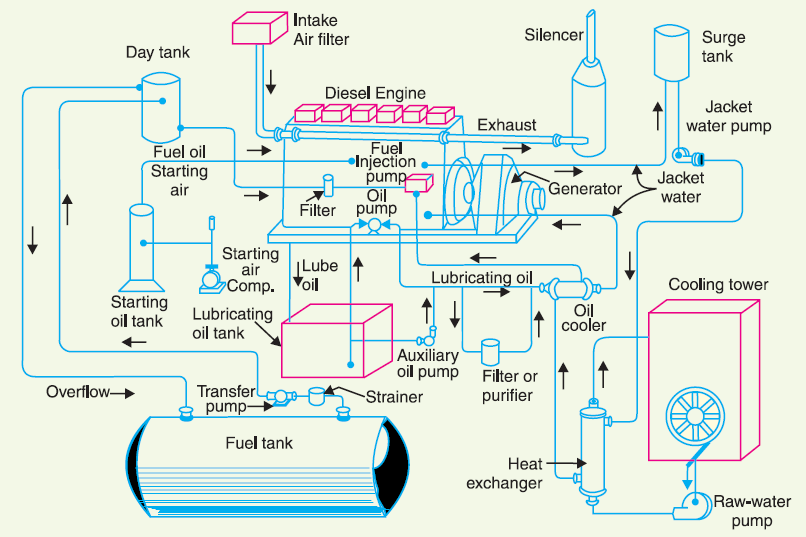 Intake
Air filter
Silencer
Surge
tank
Day tank
Diesel Engine
Jacket
water pump
Exhaust
Fuel oil
Starting
air
Fuel
Injection
pump
Generator
Jacket
water
Filter
Oil
pump
Starting
air
Comp.
Lube
oil
Lubricating oil
Cooling tower
Starting
oil tank
Lubricating
oil tank
Oil
cooler
Auxiliary
oil pump
Filter or
purifier
Overflow
Transfer
pump
Strainer
Fuel tank
Heat
exchanger
Raw-water
pump